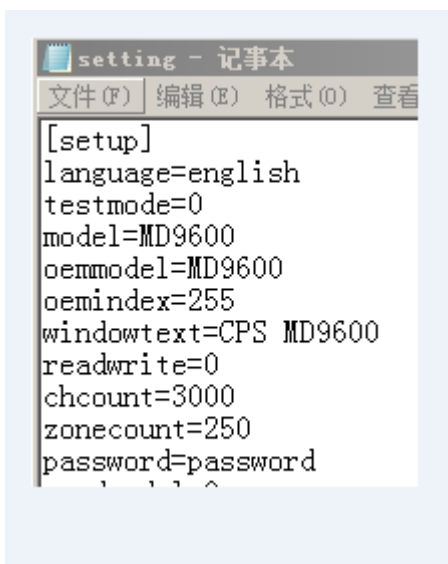 setting - 记事本
文件(F) 编辑(E) 格式(O) 查看
[setup]
language=english
testmode=0
model=MD9600
oemmodel=MD9600
oemindex=255
windowtext=CPS MD9600
readwrite=0
chcount=3000
zonecount=250
password=password